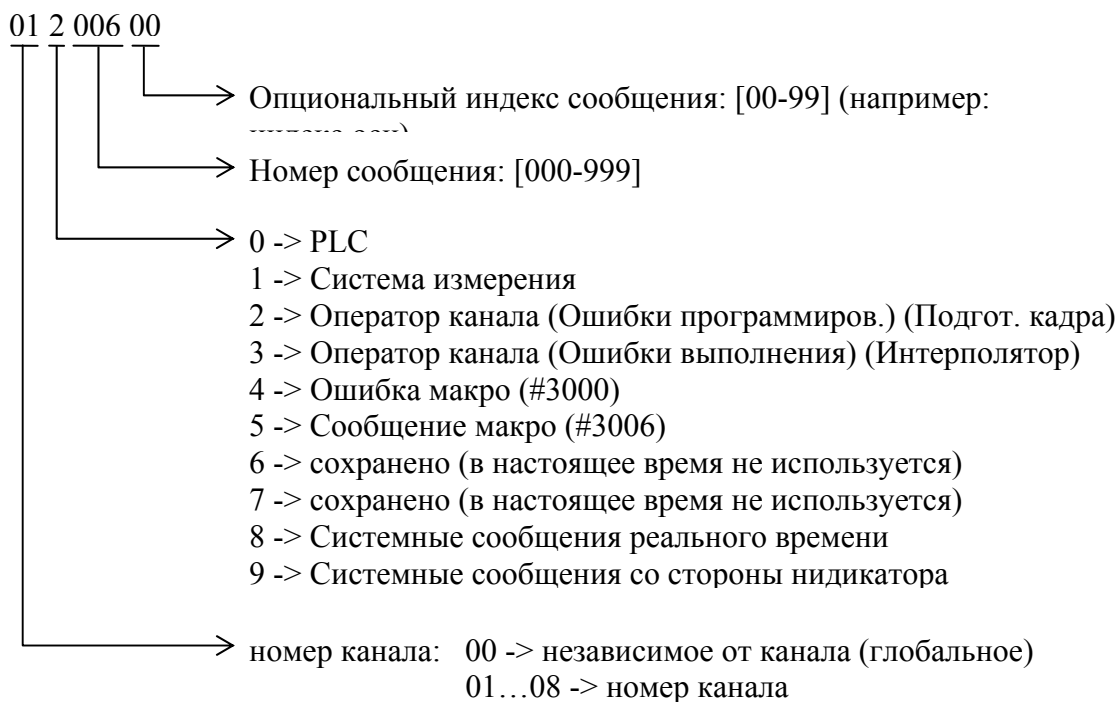 01 2 006 00
Опциональный индекс сообщения: [00-99] (например:
Номер сообщения: [000-999]
0 -> PLC
1 -> Система измерения
2 -> Оператор канала (Ошибки программиров.) (Подгот. кадра)
3 -> Оператор канала (Ошибки выполнения) (Интерполятор)
4 -> Ошибка макро (#3000)
5 -> Сообщение макро (#3006)
6 -> сохранено (в настоящее время не используется)
7 -> сохранено (в настоящее время не используется)
8 -> Системные сообщения реального времени
9 -> Системные сообщения со стороны нидикатора
номер канала: 00 -> независимое от канала (глобальное)
01…08 -> номер канала